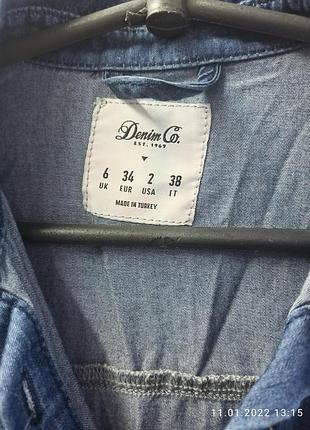 Denim Co.
EST. 1969
6 34 2 38
UK EUR USA IT
MADE IN TURKEY
11.01.2022 13:15